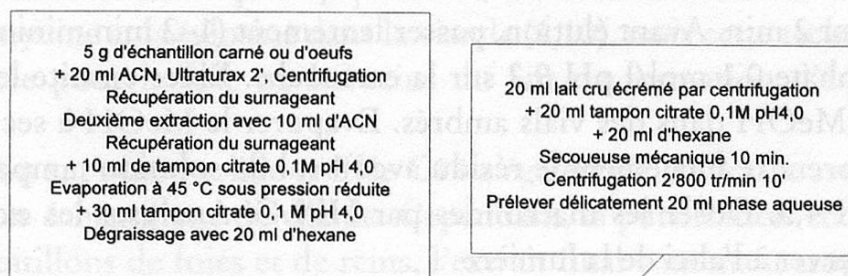 5 g d'échantillon carné ou d'oeufs
+ 20 ml ACN, Ultraturax 2', Centrifugation
Récupération du surnageant
Deuxième extraction avec 10 ml d'ACN
Récupération du surnageant
+ 10 ml de tampon citrate 0,1M pH 4,0
Evaporation à 45 °C sous pression réduite
+ 30 ml tampon citrate 0,1 M pH 4,0
Dégraisser avec 20 ml d'hexane
20 ml lait cru écrémé par centrifugation
+ 20 ml tampon citrate 0,1M pH4,0
+ 20 ml d'hexane
Secoueuse mécanique 10 min.
Centrifugation 2'800 tr/min 10'
Prélever délicatement 20 ml phase aqueuse